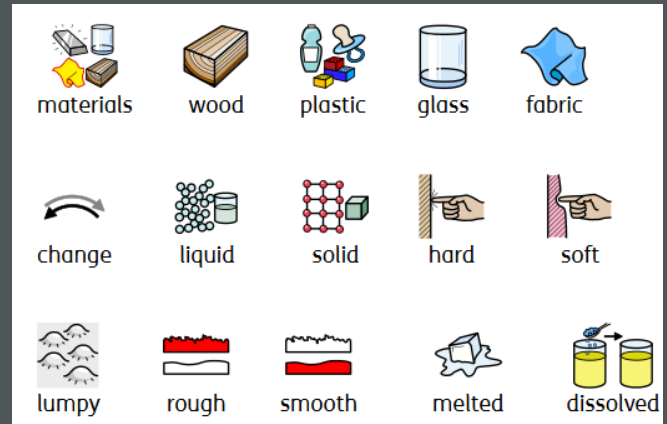 materials wood plastic glass fabric
change liquid solid hard soft
lumpy rough smooth melted dissolved